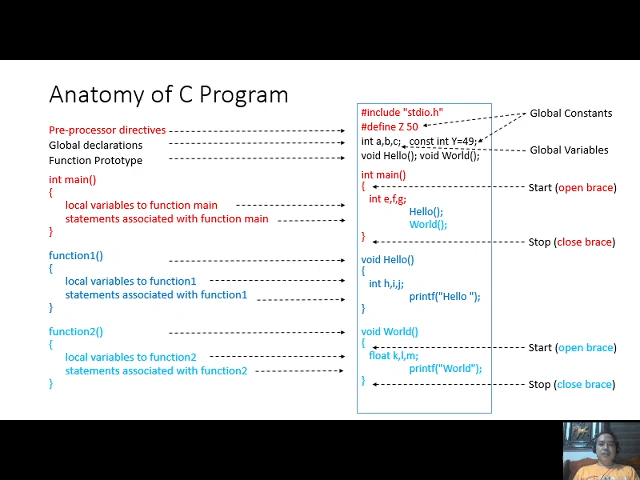 Anatomy of C Program
Pre-processor directives
Global declarations
Function Prototype
int main()
{
local variables to function main
statements associated with function main
}
function1()
{
local variables to function1
statements associated with function1
}
function2()
{
local variables to function2
statements associated with function2
}
#include "stdio.h"
#define Z 50
int a,b,c; const int Y=49;
void Hello(); void World();
int main()
{
int e,f,g;
Hello();
World();
}
void Hello()
{
int h,i,j;
printf("Hello ");
}
void World()
{
float k,l,m;
printf("World");
}
Global Constants
Global Variables
Start (open brace)
Stop (close brace)
Start (open brace)
Stop (close brace)